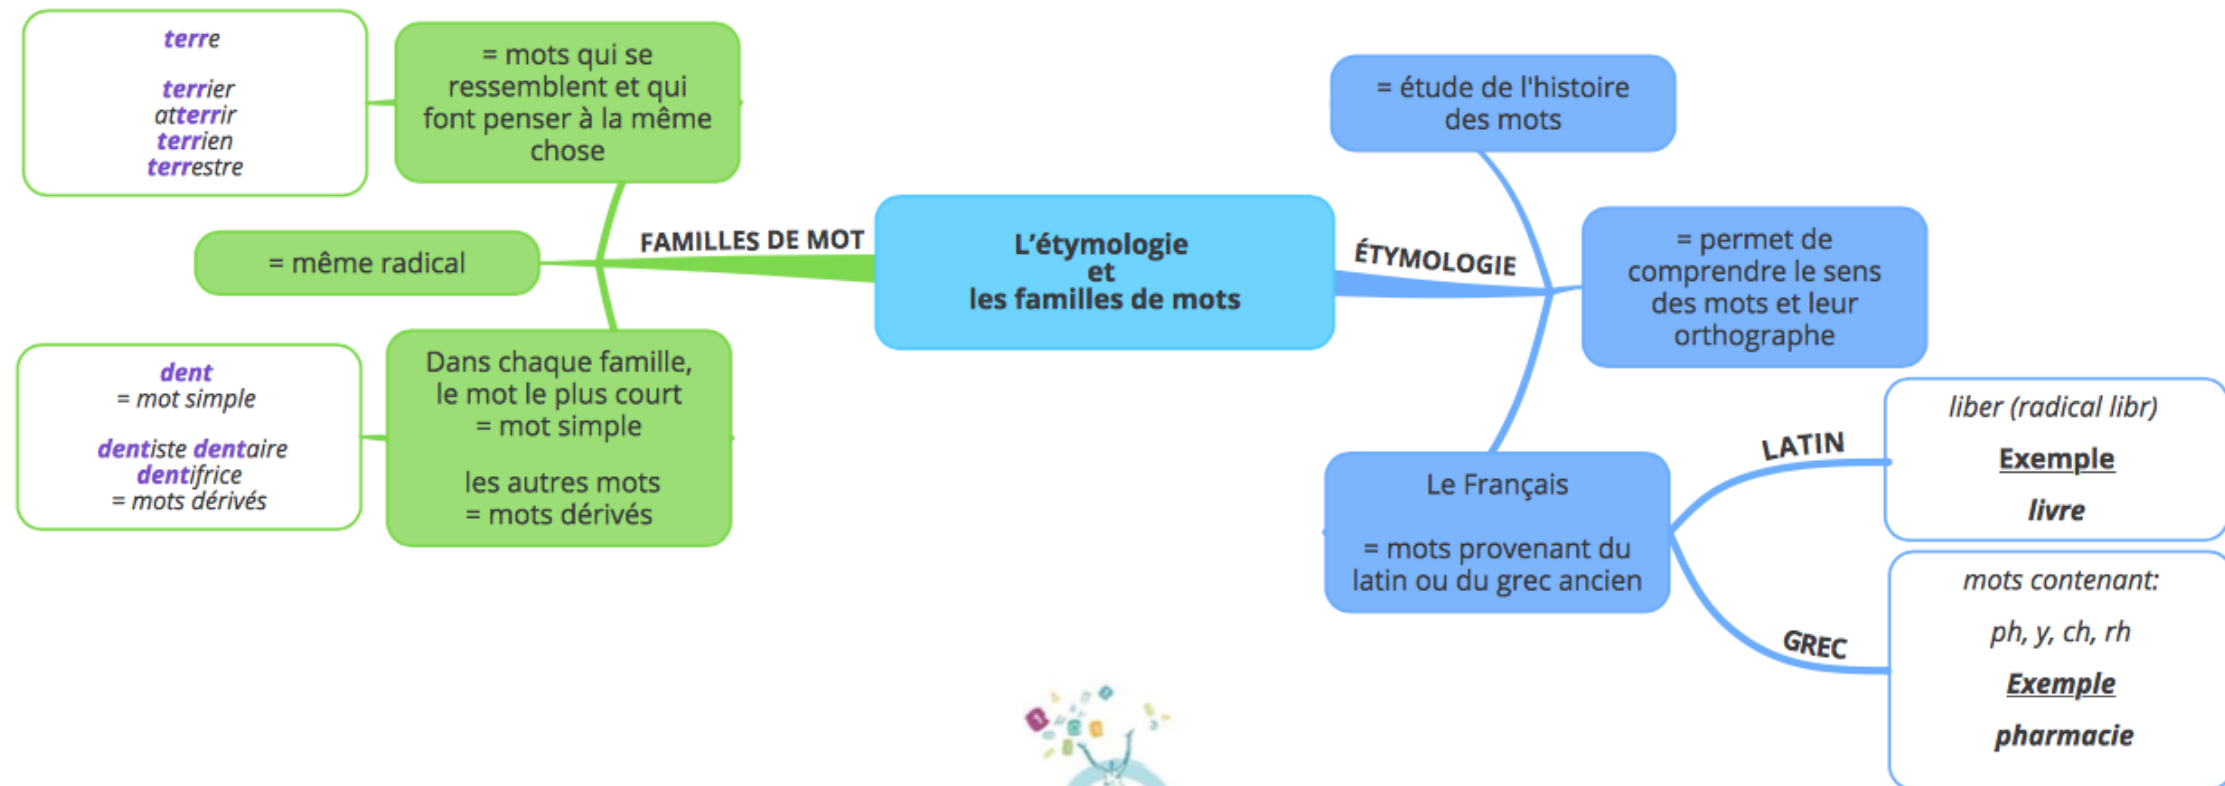 L’étymologie
et
les familles de mots
FAMILLES DE MOT
= mots qui se
ressemblent et qui
font penser à la même
chose
terre
terrier
atterrir
terrien
terrestre
= même radical
Dans chaque famille,
le mot le plus court
= mot simple
les autres mots
= mots dérivés
dent
= mot simple
dentiste dentaire
dentifrice
= mots dérivés
ÉTYMOLOGIE
= étude de l'histoire
des mots
= permet de
comprendre le sens
des mots et leur
orthographe
Le Français
= mots provenant du
latin ou du grec ancien
LATIN
liber (radical libr)
Exemple
livre
GREC
mots contenant:
ph, y, ch, rh
Exemple
pharmacie